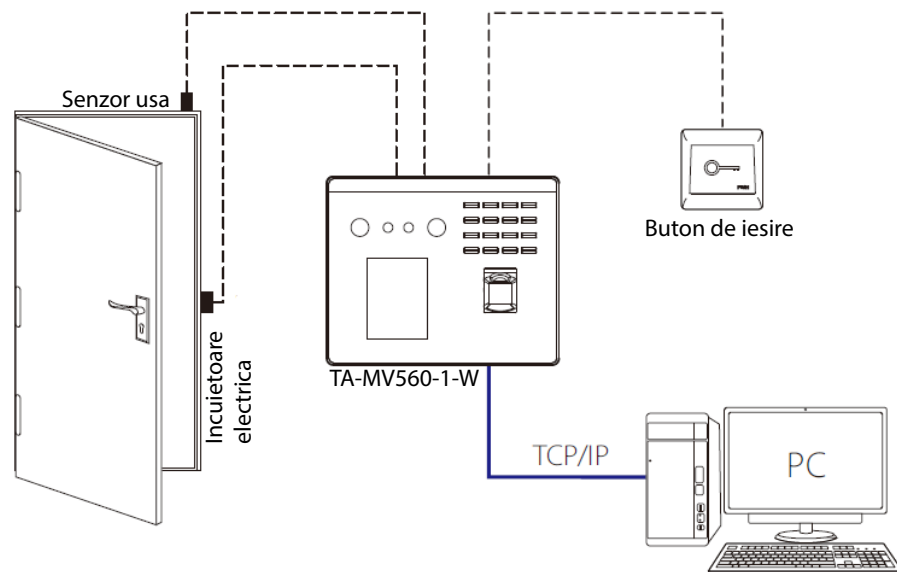 Senzor usa
Buton de iesire
Incuietoare
electrica
TA-MV560-1-W
TCP/IP
PC